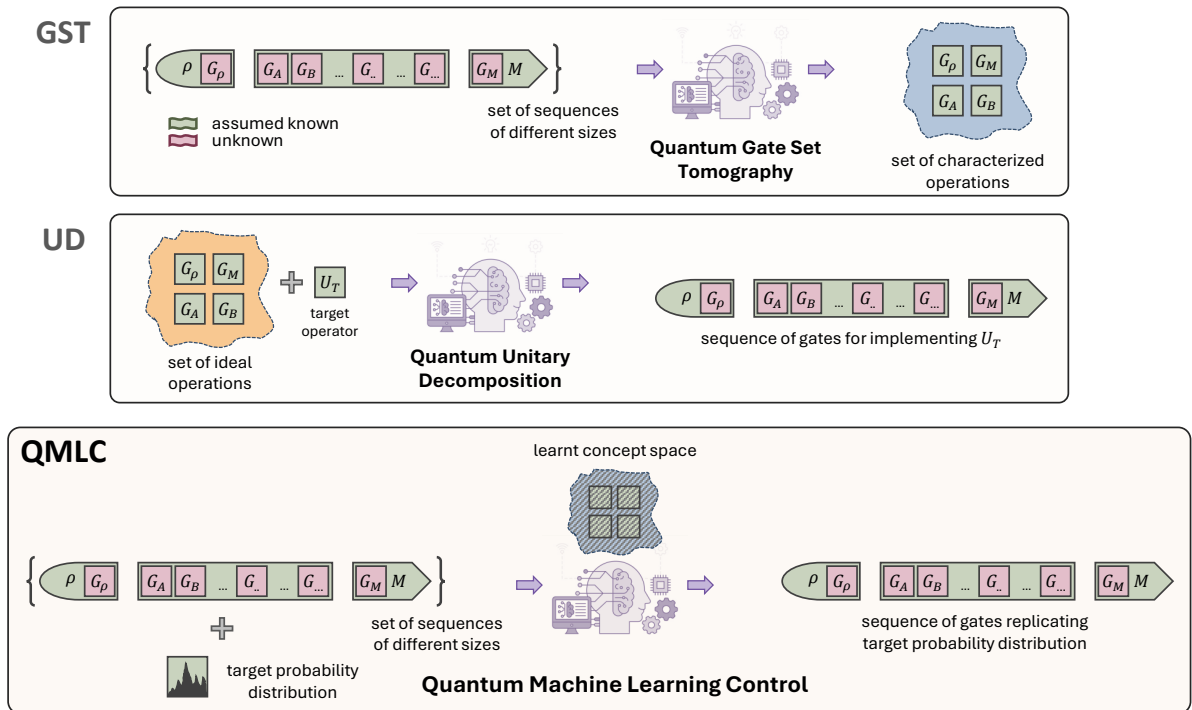 GST
{ ρ G_ρ G_A G_B ... G_.. ... G_... G_M M }
set of sequences
of different sizes
assumed known
unknown
Quantum Gate Set
Tomography
G_ρ G_M
G_A G_B
set of characterized
operations
UD
G_ρ G_M
G_A G_B
+ U_T
target
operator
set of ideal
operations
Quantum Unitary
Decomposition
ρ G_ρ G_A G_B ... G_.. ... G_... G_M M
sequence of gates for implementing U_T
QMLC
learnt concept space
{ ρ G_ρ G_A G_B ... G_.. ... G_... G_M M }
+
set of sequences
of different sizes
target probability
distribution
Quantum Machine Learning Control
ρ G_ρ G_A G_B ... G_.. ... G_... G_M M
sequence of gates replicating
target probability distribution